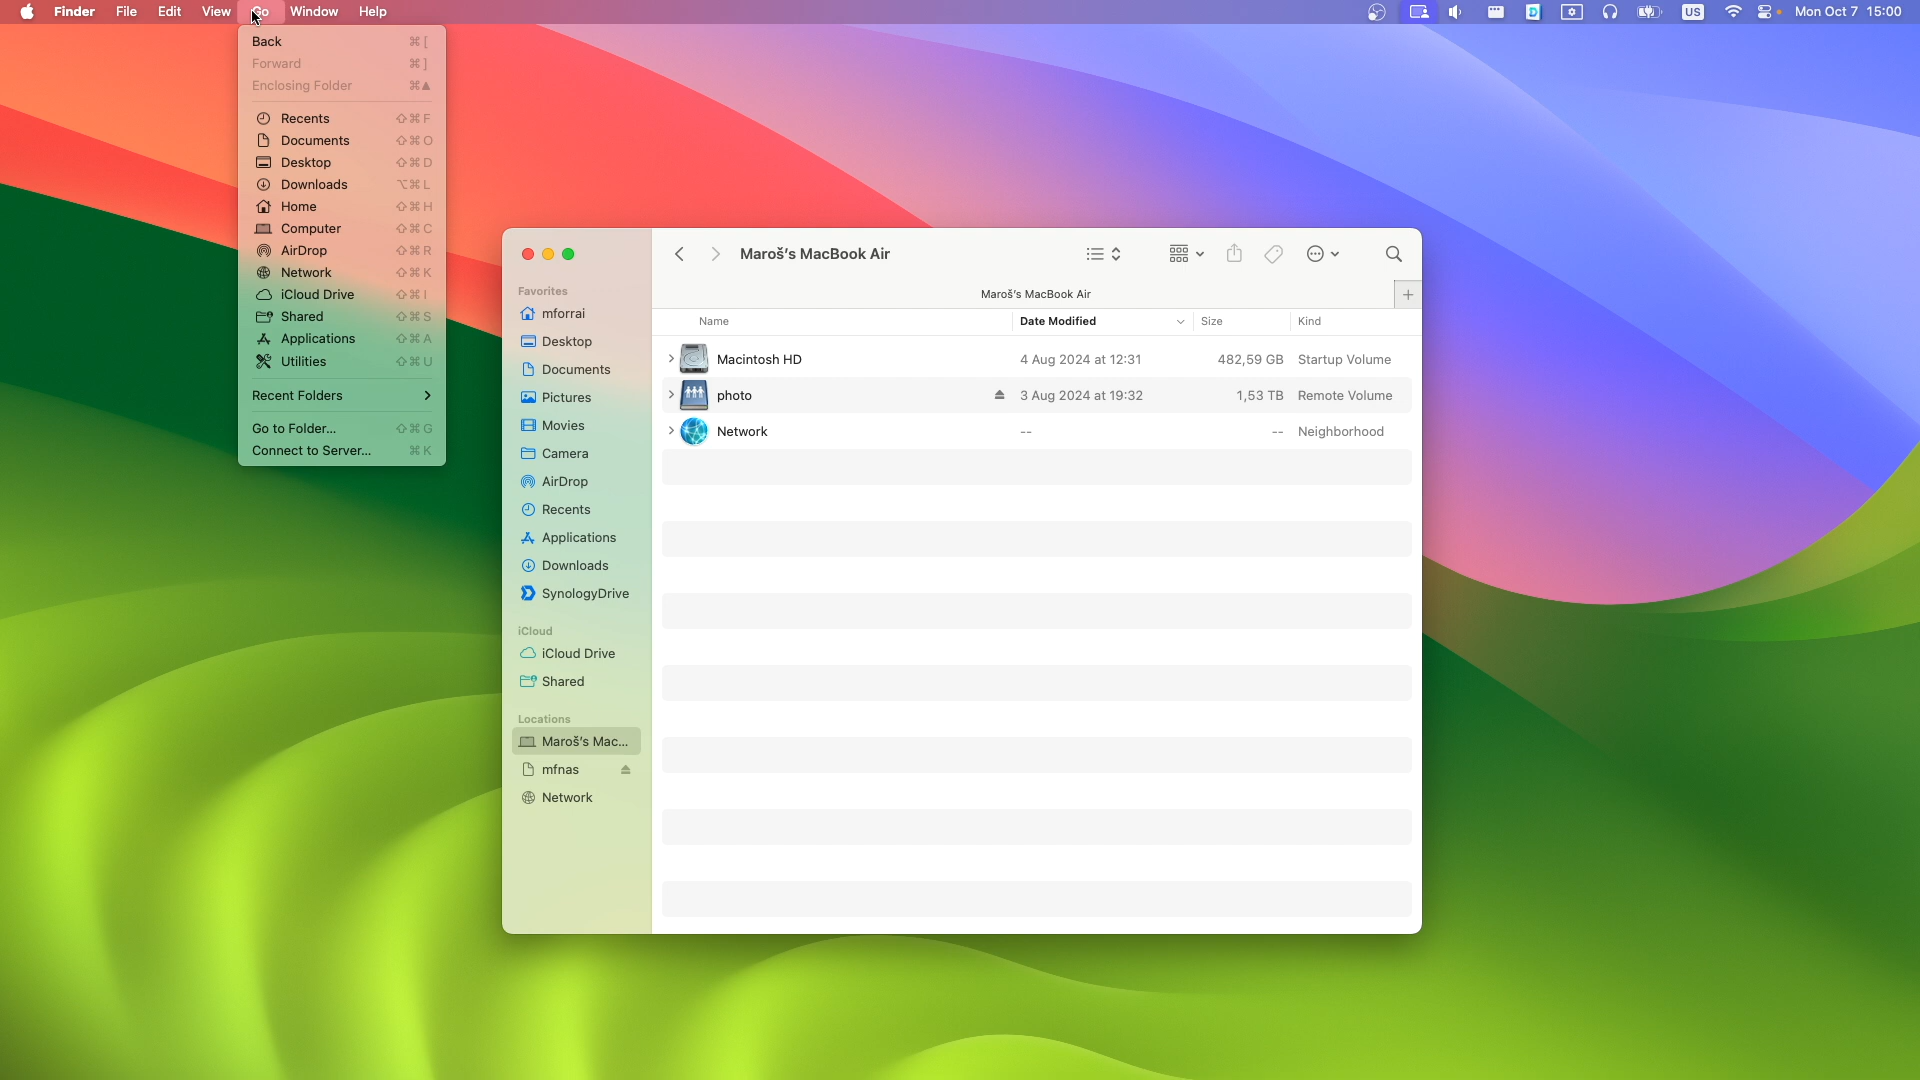 Finder File Edit View Go Window Help US Mon Oct 7 15:00
Back ⌘ [
Forward ⌘ ]
Enclosing Folder ⌘▲
Recents ⇧⌘ F
Documents ⇧⌘ O
Desktop ⇧⌘ D
Downloads ⌥⌘ L
Home ⇧⌘ H
Computer ⇧⌘ C
AirDrop ⇧⌘ R
Network ⇧⌘ K
iCloud Drive ⇧⌘ I
Shared ⇧⌘ S
Applications ⇧⌘ A
Utilities ⇧⌘ U
Recent Folders
Go to Folder... ⇧⌘ G
Connect to Server... ⌘ K
Favorites
mforrai
Desktop
Documents
Pictures
Movies
Camera
AirDrop
Recents
Applications
Downloads
SynologyDrive
iCloud
iCloud Drive
Shared
Locations
Maroš's Mac...
mfnas
Network
Maroš's MacBook Air
Maroš's MacBook Air
Name Date Modified Size Kind
Macintosh HD 4 Aug 2024 at 12:31 482,59 GB Startup Volume
photo 3 Aug 2024 at 19:32 1,53 TB Remote Volume
Network -- -- Neighborhood